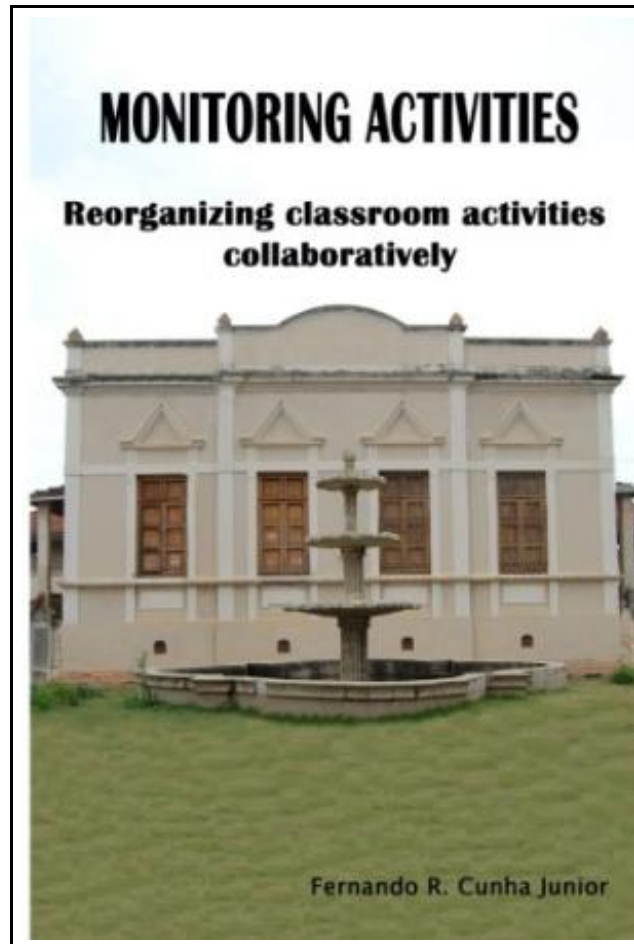 MONITORING ACTIVITIES
Reorganizing classroom activities
collaboratively
Fernando R. Cunha Junior